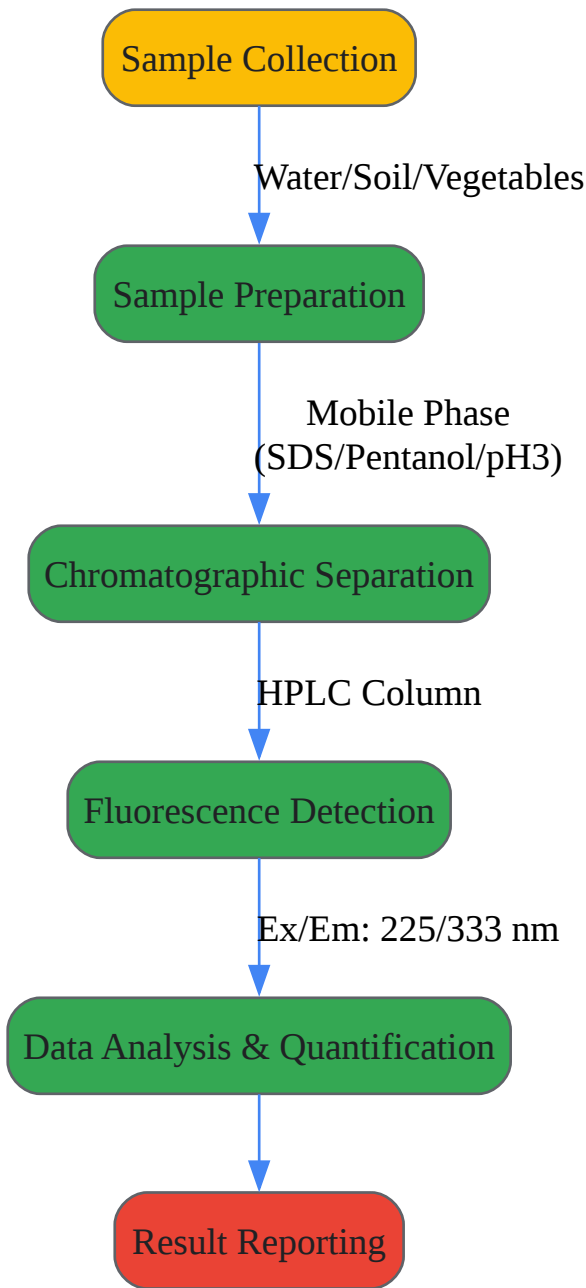 Sample Collection
Water/Soil/Vegetables
Sample Preparation
Mobile Phase
(SDS/Pentanol/pH3)
Chromatographic Separation
HPLC Column
Fluorescence Detection
Ex/Em: 225/333 nm
Data Analysis & Quantification
Result Reporting